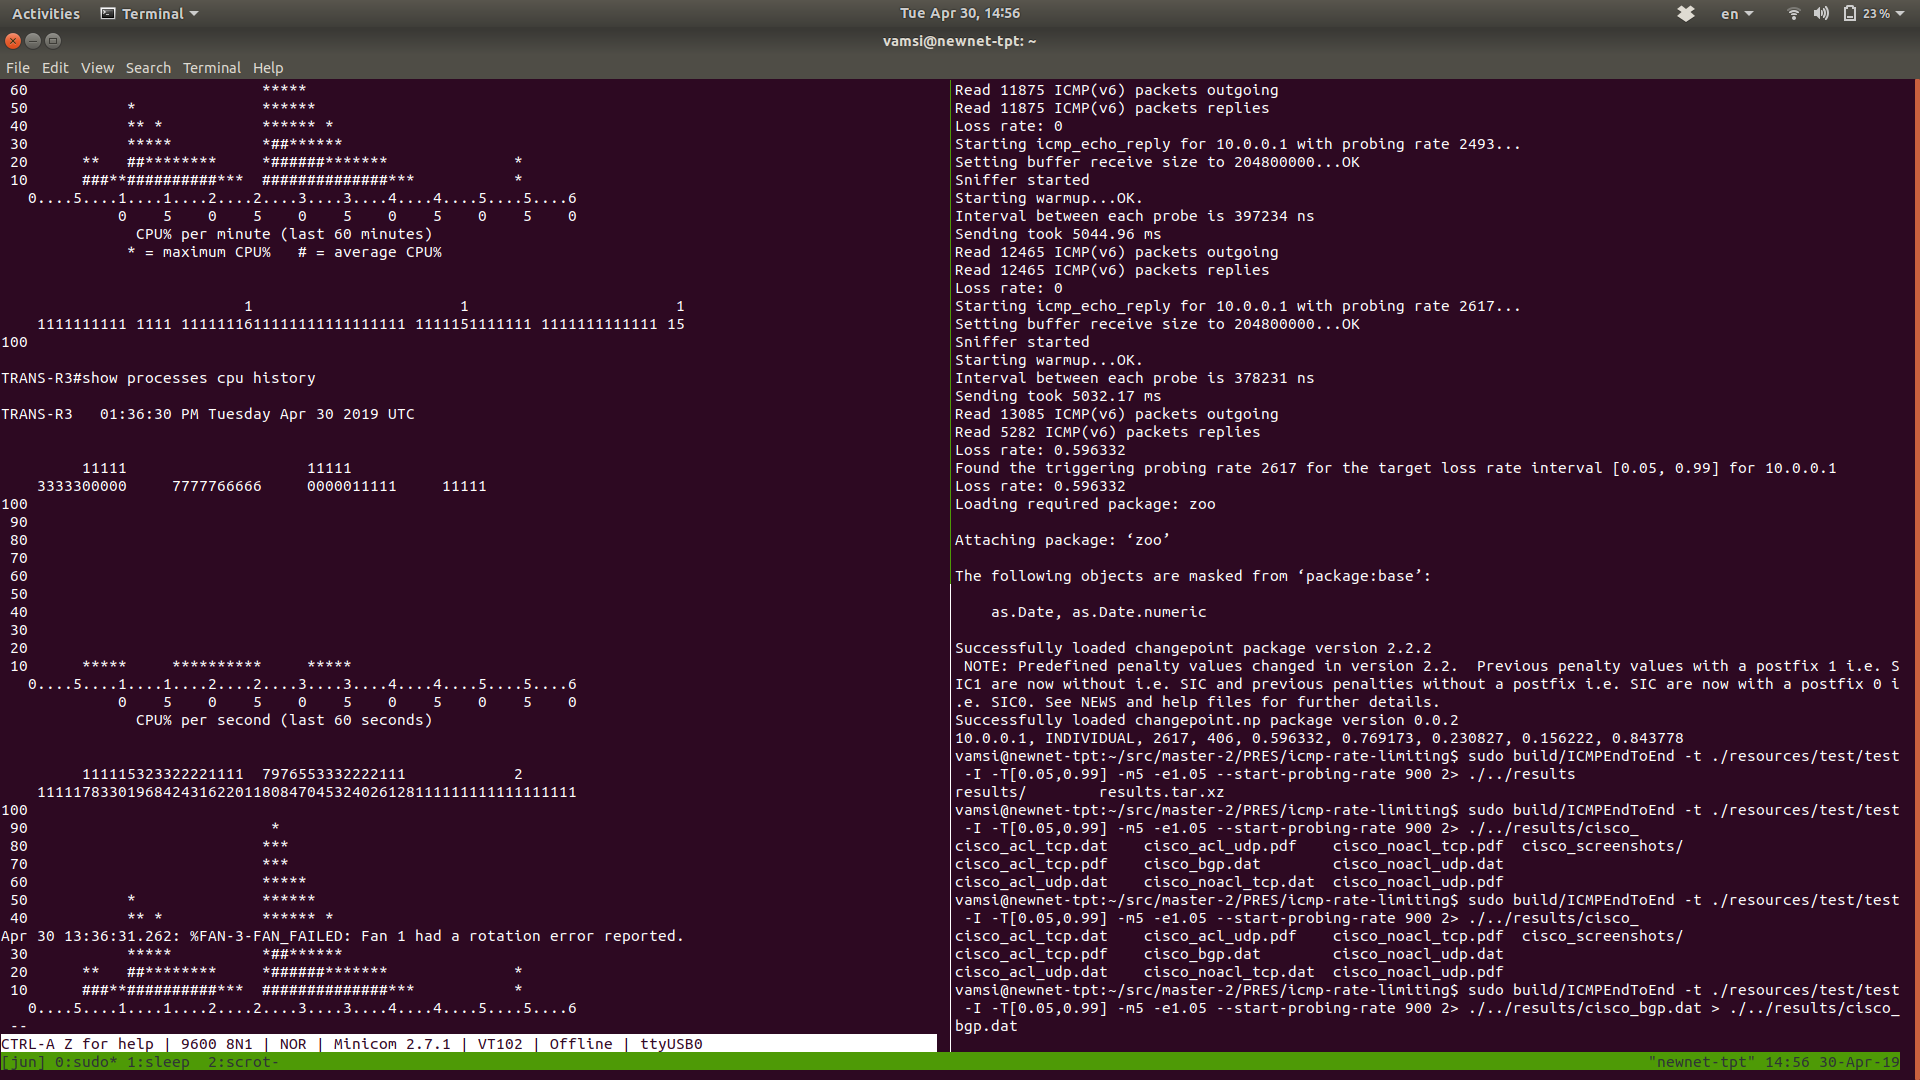 Activities Terminal Tue Apr 30, 14:56 en 23 %
vamsi@newnet-tpt: ~
File Edit View Search Terminal Help
 60                          *****
 50           *              ******
 40           ** *           ****** *
 30           *****          *##******
 20      **   ##********     *######*******              *
 10      ###**##########***  ##############***           *
   0....5....1....1....2....2....3....3....4....4....5....5....6
             0    5    0    5    0    5    0    5    0    5    0
               CPU% per minute (last 60 minutes)
              * = maximum CPU%   # = average CPU%
                           1                       1                       1
    1111111111 1111 1111111611111111111111111 1111151111111 1111111111111 15
100
TRANS-R3#show processes cpu history
TRANS-R3   01:36:30 PM Tuesday Apr 30 2019 UTC
         11111                    11111
    3333300000     7777766666     0000011111     11111
100
 90
 80
 70
 60
 50
 40
 30
 20
 10      *****     **********     *****
   0....5....1....1....2....2....3....3....4....4....5....5....6
             0    5    0    5    0    5    0    5    0    5    0
               CPU% per second (last 60 seconds)
         111115323322221111  7976553332222111            2
    111117833019684243162201180847045324026128111111111111111111
100
 90                           *
 80                          ***
 70                          ***
 60                          *****
 50           *              ******
 40           ** *           ****** *
Apr 30 13:36:31.262: %FAN-3-FAN_FAILED: Fan 1 had a rotation error reported.
 30           *****          *##******
 20      **   ##********     *######*******              *
 10      ###**##########***  ##############***           *
   0....5....1....1....2....2....3....3....4....4....5....5....6
 --
CTRL-A Z for help | 9600 8N1 | NOR | Minicom 2.7.1 | VT102 | Offline | ttyUSB0
Read 11875 ICMP(v6) packets outgoing
Read 11875 ICMP(v6) packets replies
Loss rate: 0
Starting icmp_echo_reply for 10.0.0.1 with probing rate 2493...
Setting buffer receive size to 204800000...OK
Sniffer started
Starting warmup...OK.
Interval between each probe is 397234 ns
Sending took 5044.96 ms
Read 12465 ICMP(v6) packets outgoing
Read 12465 ICMP(v6) packets replies
Loss rate: 0
Starting icmp_echo_reply for 10.0.0.1 with probing rate 2617...
Setting buffer receive size to 204800000...OK
Sniffer started
Starting warmup...OK.
Interval between each probe is 378231 ns
Sending took 5032.17 ms
Read 13085 ICMP(v6) packets outgoing
Read 5282 ICMP(v6) packets replies
Loss rate: 0.596332
Found the triggering probing rate 2617 for the target loss rate interval [0.05, 0.99] for 10.0.0.1
Loss rate: 0.596332
Loading required package: zoo
Attaching package: ‘zoo’
The following objects are masked from ‘package:base’:
    as.Date, as.Date.numeric
Successfully loaded changepoint package version 2.2.2
 NOTE: Predefined penalty values changed in version 2.2.  Previous penalty values with a postfix 1 i.e. S
IC1 are now without i.e. SIC and previous penalties without a postfix i.e. SIC are now with a postfix 0 i
.e. SIC0. See NEWS and help files for further details.
Successfully loaded changepoint.np package version 0.0.2
10.0.0.1, INDIVIDUAL, 2617, 406, 0.596332, 0.769173, 0.230827, 0.156222, 0.843778
vamsi@newnet-tpt:~/src/master-2/PRES/icmp-rate-limiting$ sudo build/ICMPEndToEnd -t ./resources/test/test
 -I -T[0.05,0.99] -m5 -e1.05 --start-probing-rate 900 2> ./../results
results/        results.tar.xz
vamsi@newnet-tpt:~/src/master-2/PRES/icmp-rate-limiting$ sudo build/ICMPEndToEnd -t ./resources/test/test
 -I -T[0.05,0.99] -m5 -e1.05 --start-probing-rate 900 2> ./../results/cisco_
cisco_acl_tcp.dat    cisco_acl_udp.pdf    cisco_noacl_tcp.pdf  cisco_screenshots/
cisco_acl_tcp.pdf    cisco_bgp.dat        cisco_noacl_udp.dat
cisco_acl_udp.dat    cisco_noacl_tcp.dat  cisco_noacl_udp.pdf
vamsi@newnet-tpt:~/src/master-2/PRES/icmp-rate-limiting$ sudo build/ICMPEndToEnd -t ./resources/test/test
 -I -T[0.05,0.99] -m5 -e1.05 --start-probing-rate 900 2> ./../results/cisco_
cisco_acl_tcp.dat    cisco_acl_udp.pdf    cisco_noacl_tcp.pdf  cisco_screenshots/
cisco_acl_tcp.pdf    cisco_bgp.dat        cisco_noacl_udp.dat
cisco_acl_udp.dat    cisco_noacl_tcp.dat  cisco_noacl_udp.pdf
vamsi@newnet-tpt:~/src/master-2/PRES/icmp-rate-limiting$ sudo build/ICMPEndToEnd -t ./resources/test/test
 -I -T[0.05,0.99] -m5 -e1.05 --start-probing-rate 900 2> ./../results/cisco_bgp.dat > ./../results/cisco_
bgp.dat
[jun] 0:sudo* 1:sleep  2:scrot- "newnet-tpt" 14:56 30-Apr-19